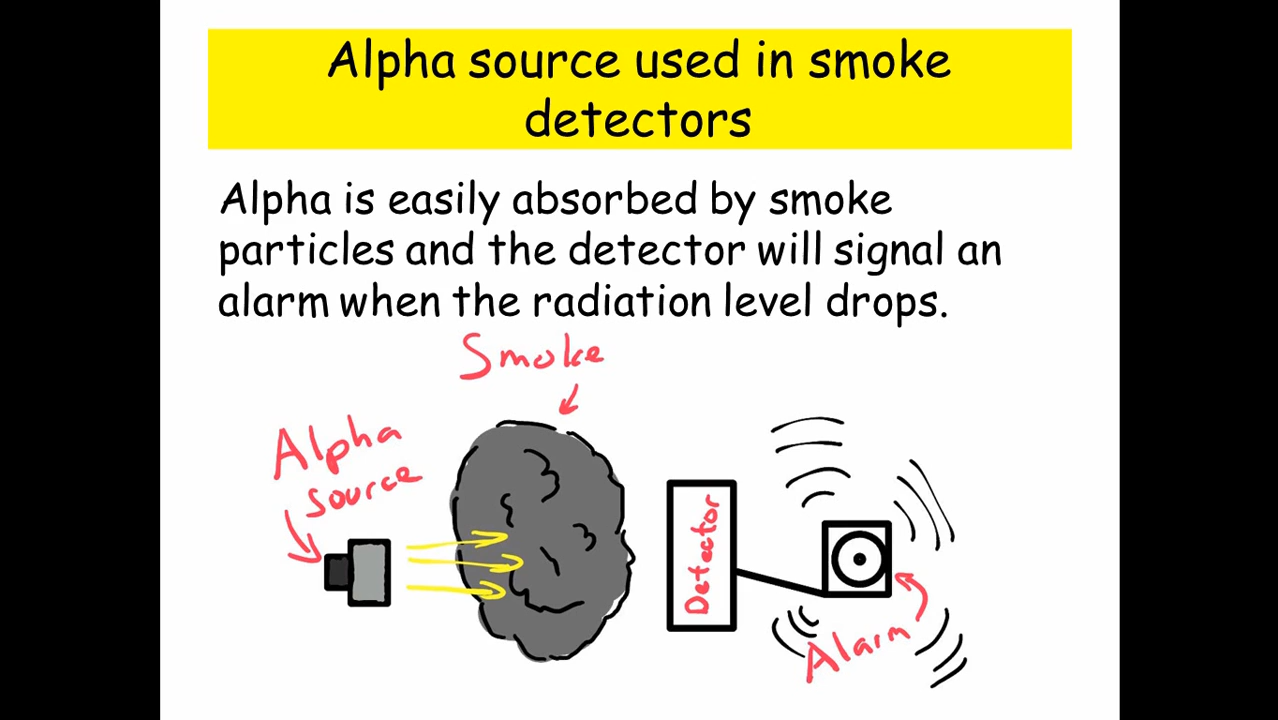 Alpha source used in smoke
detectors
Alpha is easily absorbed by smoke
particles and the detector will signal an
alarm when the radiation level drops.
Smoke
Alpha
source
Detector
Alarm